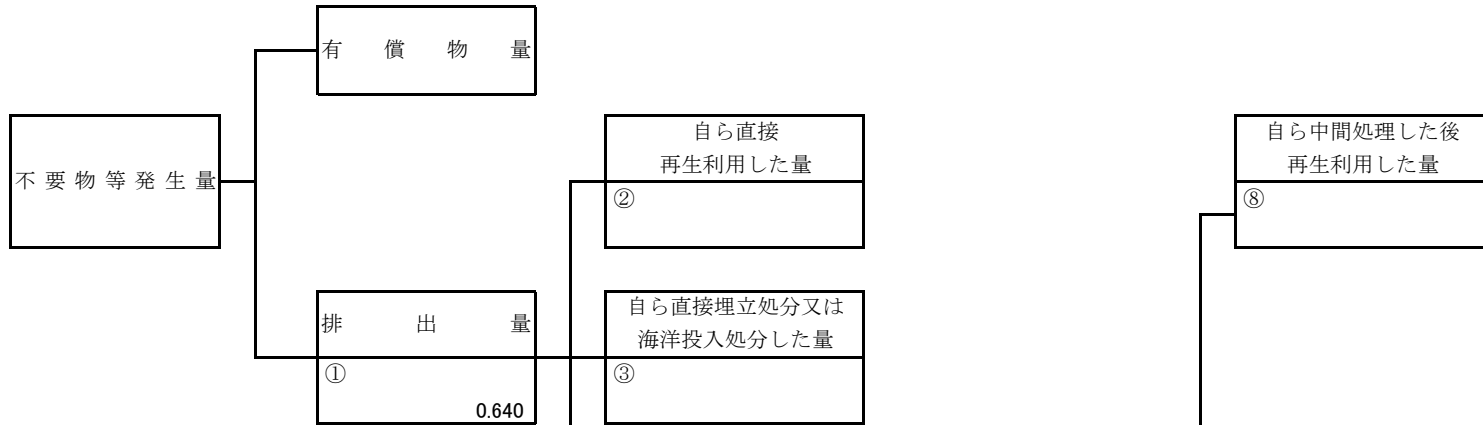 有償物量
自ら直接
再生利用した量
②
自ら中間処理した後
再生利用した量
⑧
不要物等発生量
排出量
①
0.640
自ら直接埋立処分又は
海洋投入処分した量
③